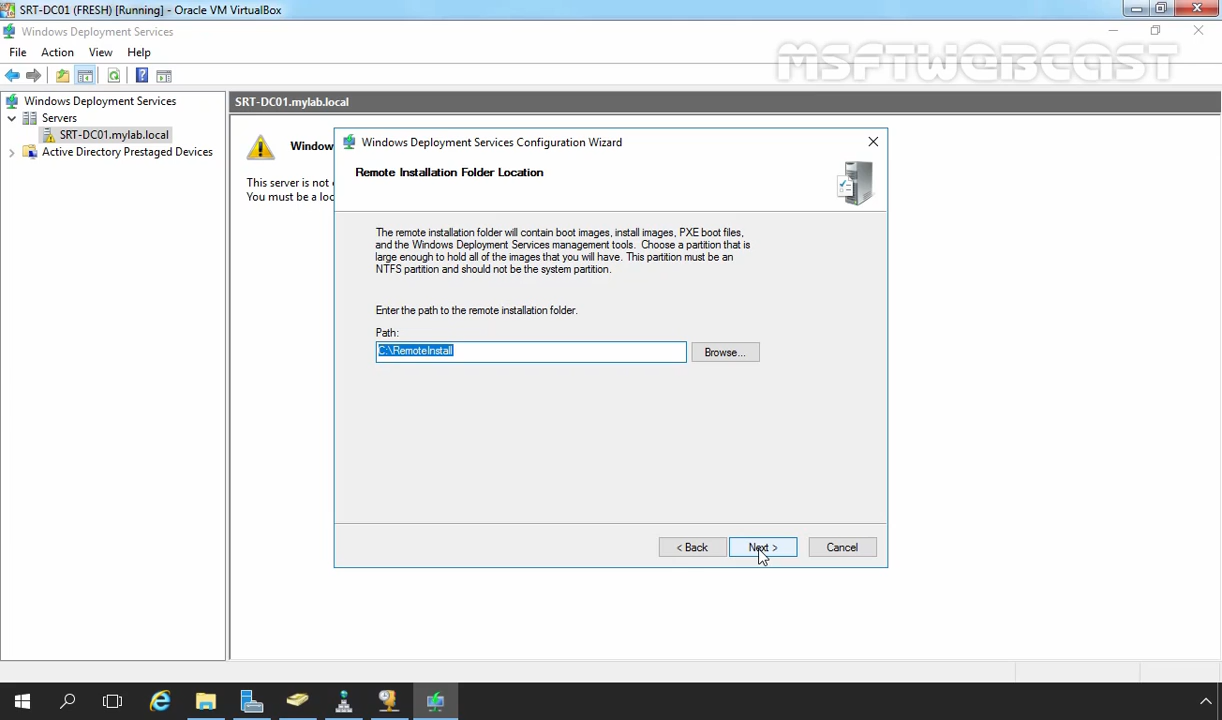 SRT-DC01 (FRESH) [Running] - Oracle VM VirtualBox
Windows Deployment Services
File Action View Help
MSFTWEBCAST
Windows Deployment Services
Servers
SRT-DC01.mylab.local
Active Directory Prestaged Devices
SRT-DC01.mylab.local
Window
This server is not
You must be a loc
Windows Deployment Services Configuration Wizard
Remote Installation Folder Location
The remote installation folder will contain boot images, install images, PXE boot files,
and the Windows Deployment Services management tools. Choose a partition that is
large enough to hold all of the images that you will have. This partition must be an
NTFS partition and should not be the system partition.
Enter the path to the remote installation folder.
Path:
C:\RemoteInstall
Browse...
< Back
Next >
Cancel